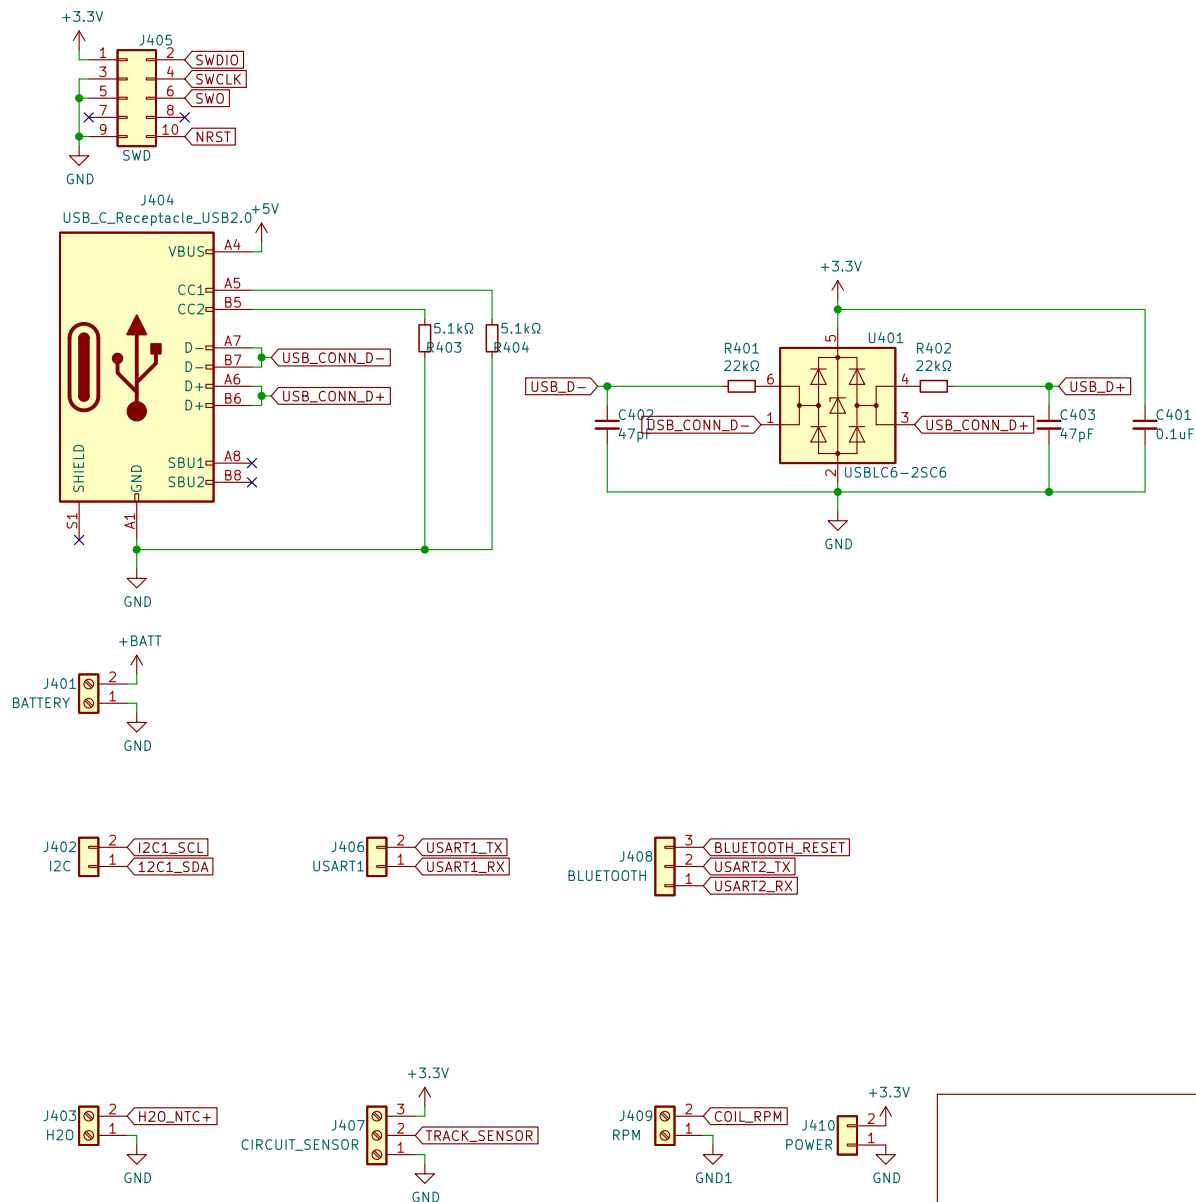 +3.3V
J405
1 2 SWDIO
3 4 SWCLK
5 6 SWO
7 8
9 10 NRST
SWD
GND
J404
USB_C_Receptacle_USB2.0
+5V
VBUS A4
CC1 A5
CC2 B5
D- A7
D- B7
D+ A6
D+ B6
SBU1 A8
SBU2 B8
SHIELD
GND
S1
A1
USB_CONN_D-
USB_CONN_D+
5.1kΩ
R403
5.1kΩ
R404
GND
+3.3V
U401
5
R401
22kΩ
R402
22kΩ
USB_D-
6
4
USB_D+
C402
47pF
USB_CONN_D-
1
3
USB_CONN_D+
C403
47pF
C401
0.1uF
2
USBLC6-2SC6
GND
+BATT
J401
BATTERY
2
1
GND
J402
I2C
2 I2C1_SCL
1 12C1_SDA
J406
USART1
2 USART1_TX
1 USART1_RX
J408
BLUETOOTH
3 BLUETOOTH_RESET
2 USART2_TX
1 USART2_RX
J403
H2O
2 H2O_NTC+
1
GND
+3.3V
J407
CIRCUIT_SENSOR
3
2 TRACK_SENSOR
1
GND
J409
RPM
2 COIL_RPM
1
GND1
+3.3V
J410
POWER
2
1
GND